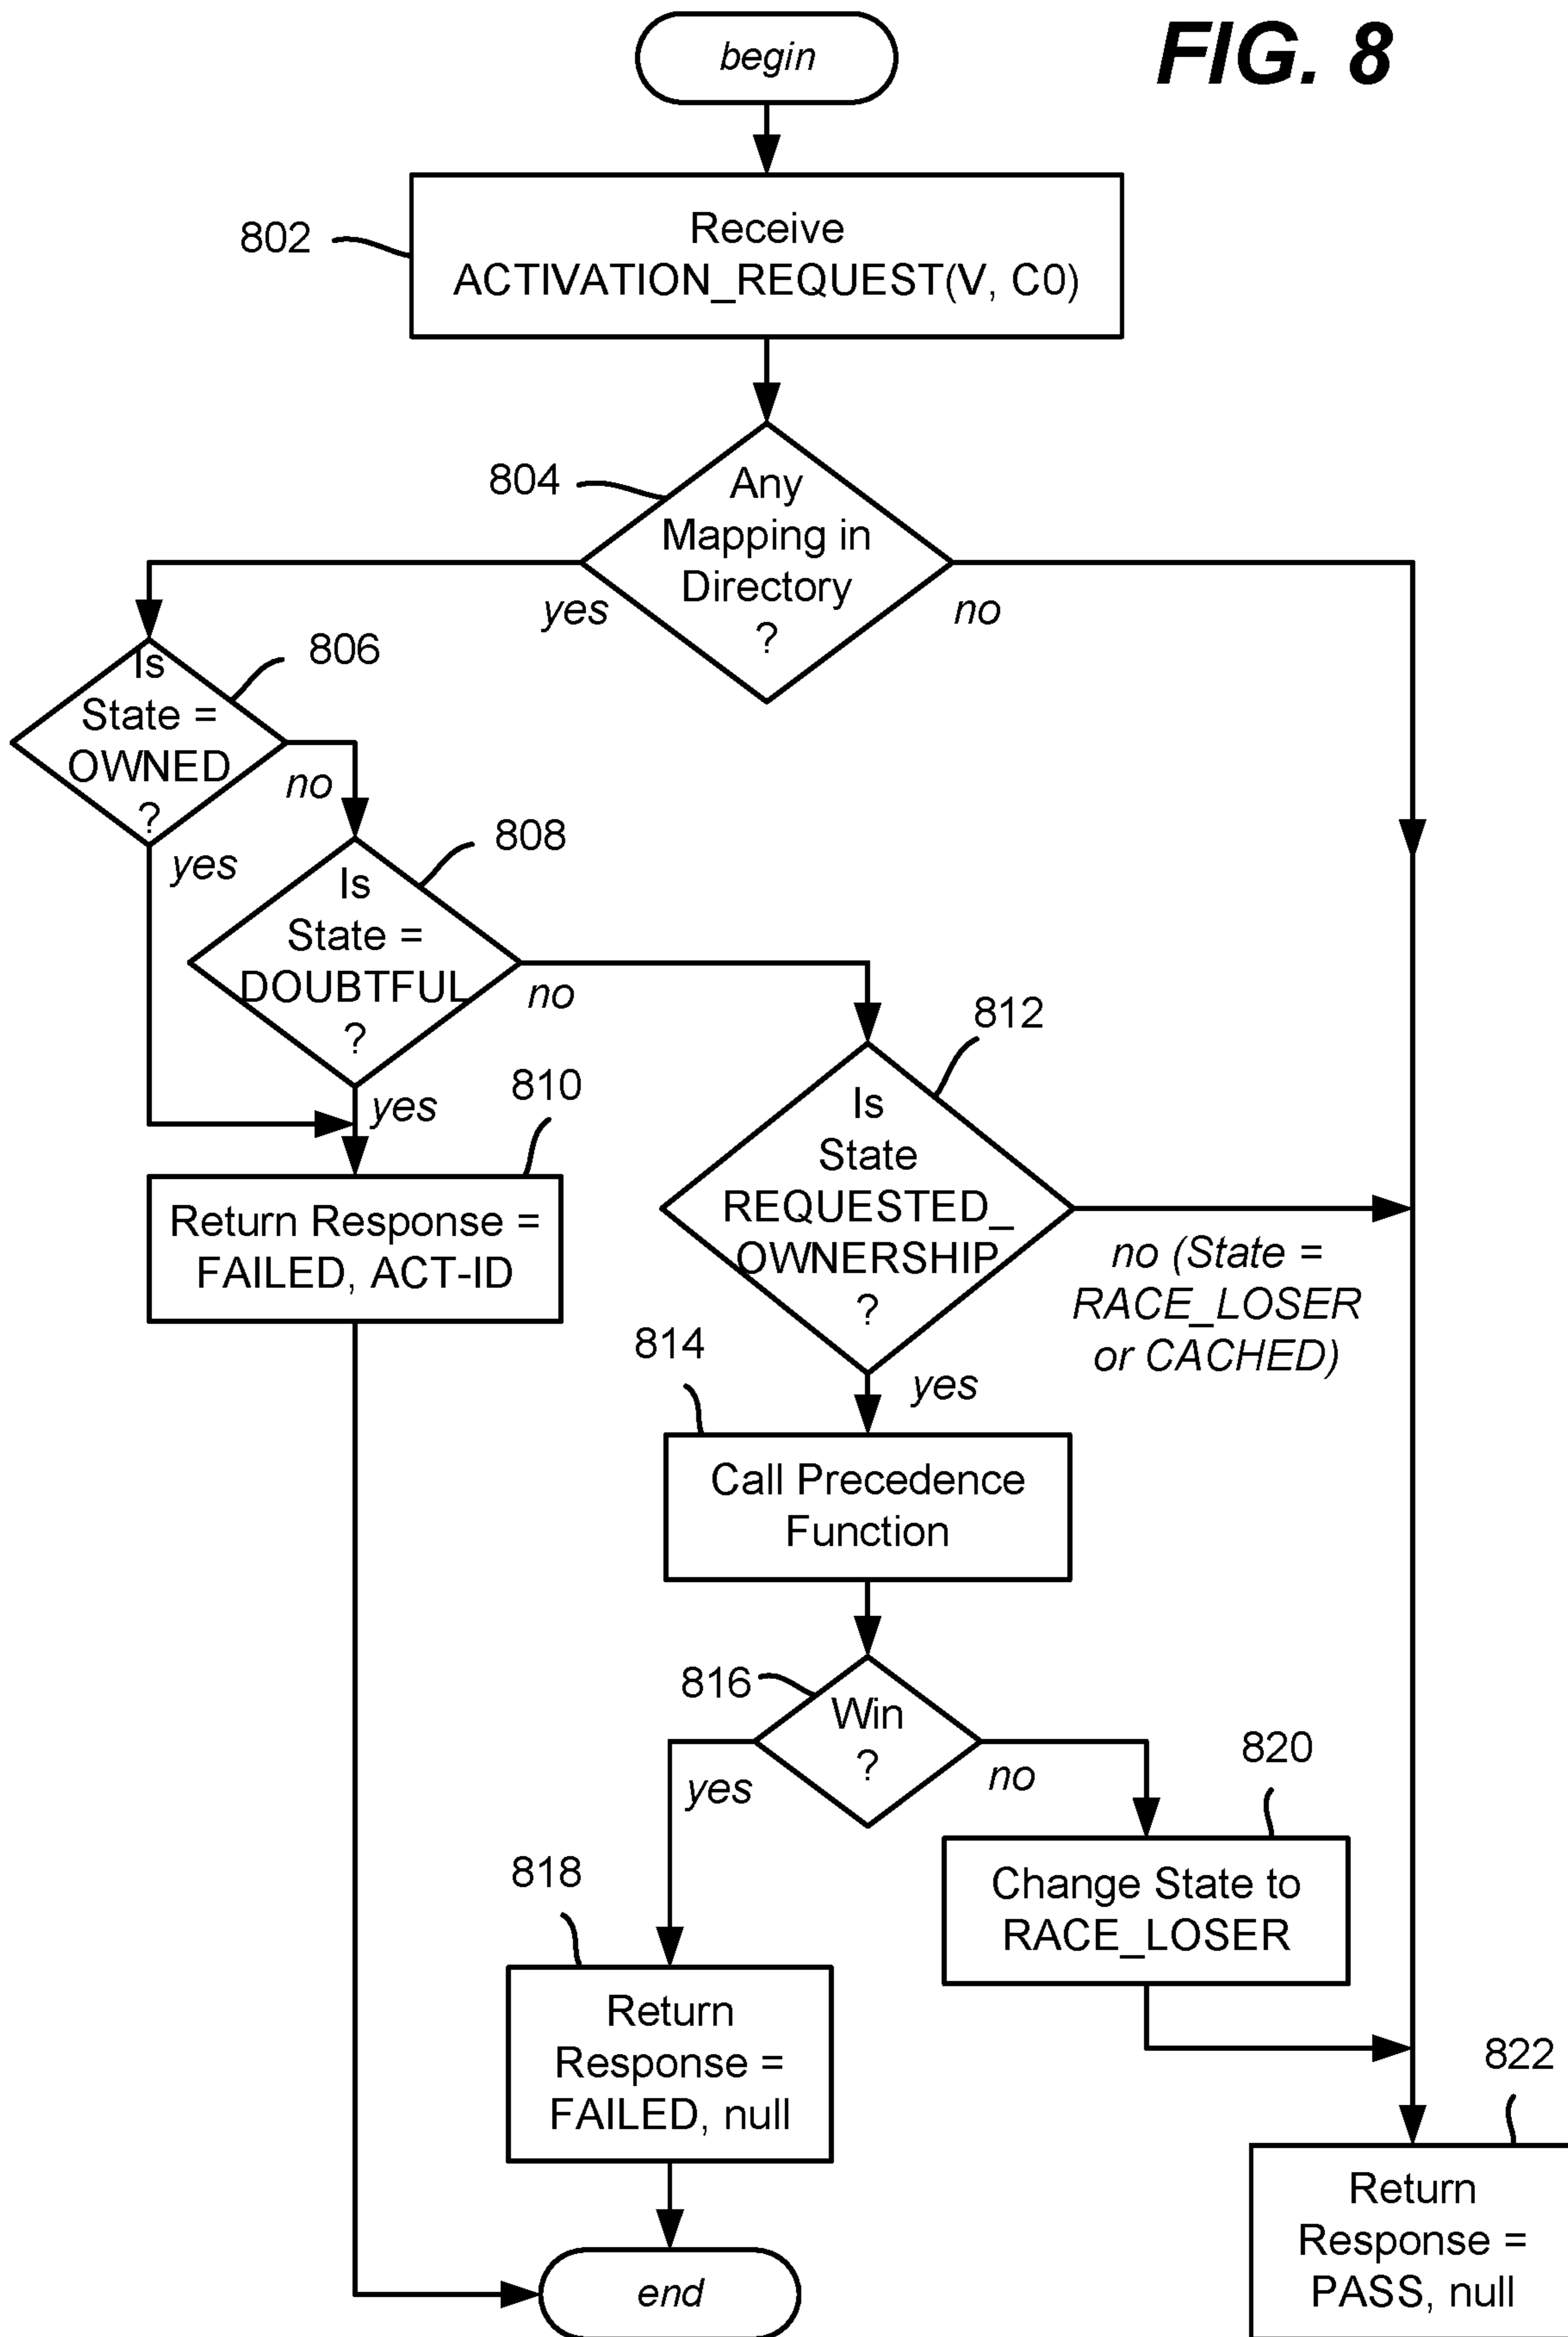 FIG. 8
begin
802
Receive
ACTIVATION_REQUEST(V, C0)
804
Any
Mapping in
Directory
?
yes
no
806
Is
State =
OWNED
?
no
yes
808
Is
State =
DOUBTFUL
?
no
yes
810
Return Response =
FAILED, ACT-ID
812
Is
State
REQUESTED_
OWNERSHIP
?
no (State =
RACE_LOSER
or CACHED)
yes
814
Call Precedence
Function
816
Win
?
yes
no
818
Return
Response =
FAILED, null
820
Change State to
RACE_LOSER
822
Return
Response =
PASS, null
end